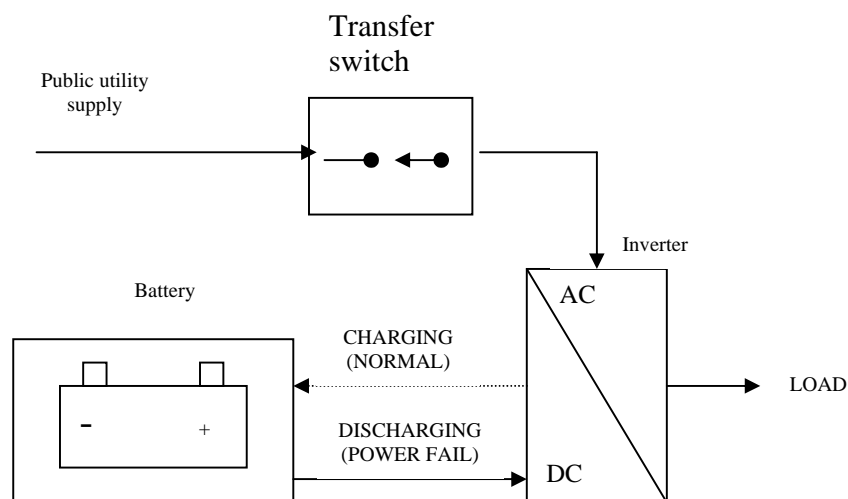 Transfer
switch
Public utility
supply
Inverter
AC
Battery
CHARGING
(NORMAL)
LOAD
- +
DISCHARGING
(POWER FAIL)
DC